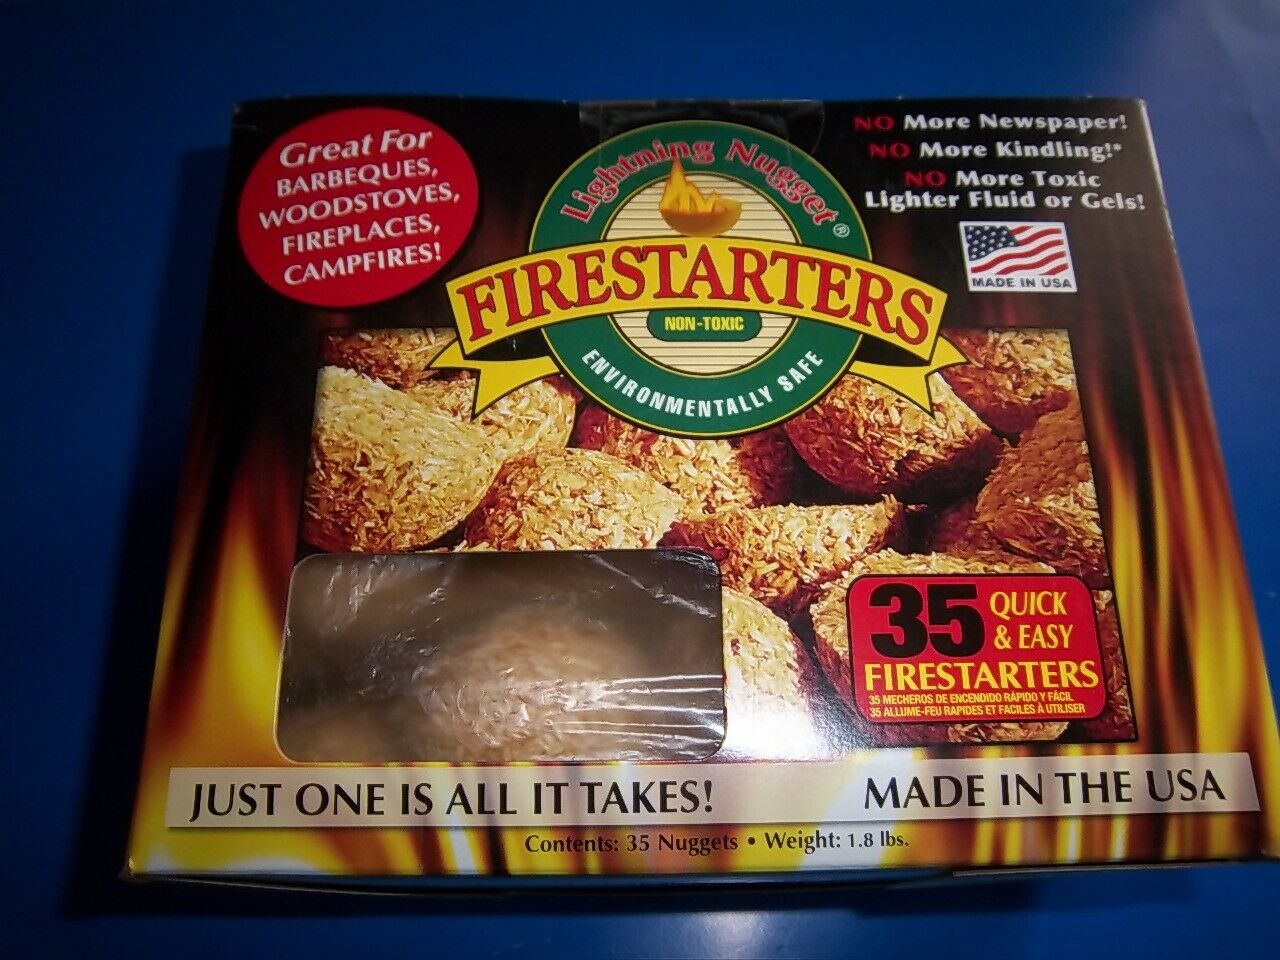 Great For
BARBEQUES,
WOODSTOVES,
FIREPLACES,
CAMPFIRES!
Lightning Nugget®
FIRESTARTERS
NON-TOXIC
ENVIRONMENTALLY SAFE
NO More Newspaper!
NO More Kindling!*
NO More Toxic
Lighter Fluid or Gels!
MADE IN USA
35 QUICK
& EASY
FIRESTARTERS
35 MECHEROS DE ENCENDIDO RÁPIDO Y FÁCIL
35 ALLUME-FEU RAPIDES ET FACILES À UTILISER
JUST ONE IS ALL IT TAKES!
MADE IN THE USA
Contents: 35 Nuggets • Weight: 1.8 lbs.